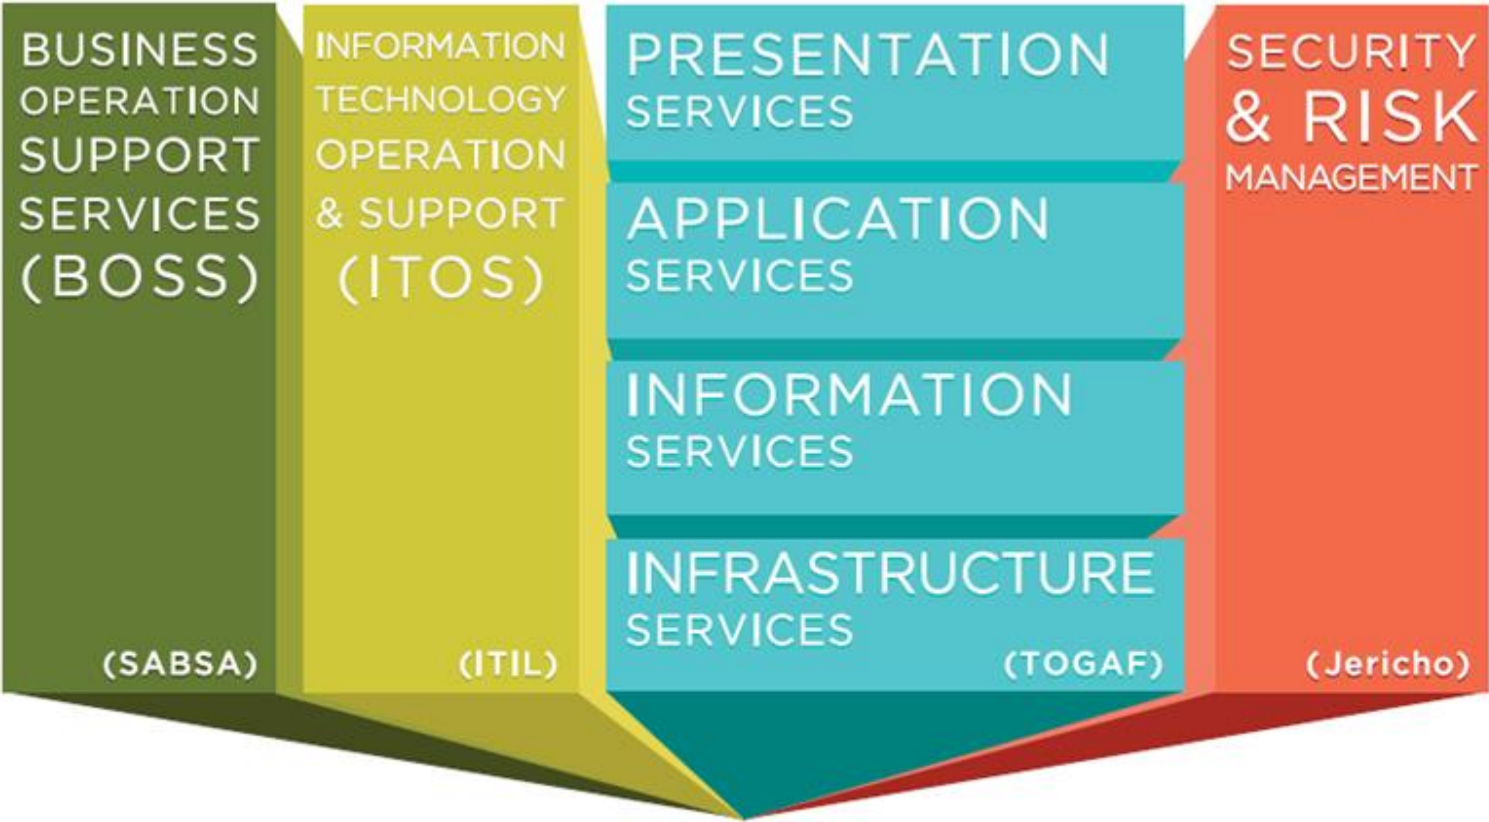 BUSINESS
OPERATION
SUPPORT
SERVICES
(BOSS)
(SABSA)
INFORMATION
TECHNOLOGY
OPERATION
& SUPPORT
(ITOS)
(ITIL)
PRESENTATION
SERVICES
APPLICATION
SERVICES
INFORMATION
SERVICES
INFRASTRUCTURE
SERVICES
(TOGAF)
SECURITY
& RISK
MANAGEMENT
(Jericho)